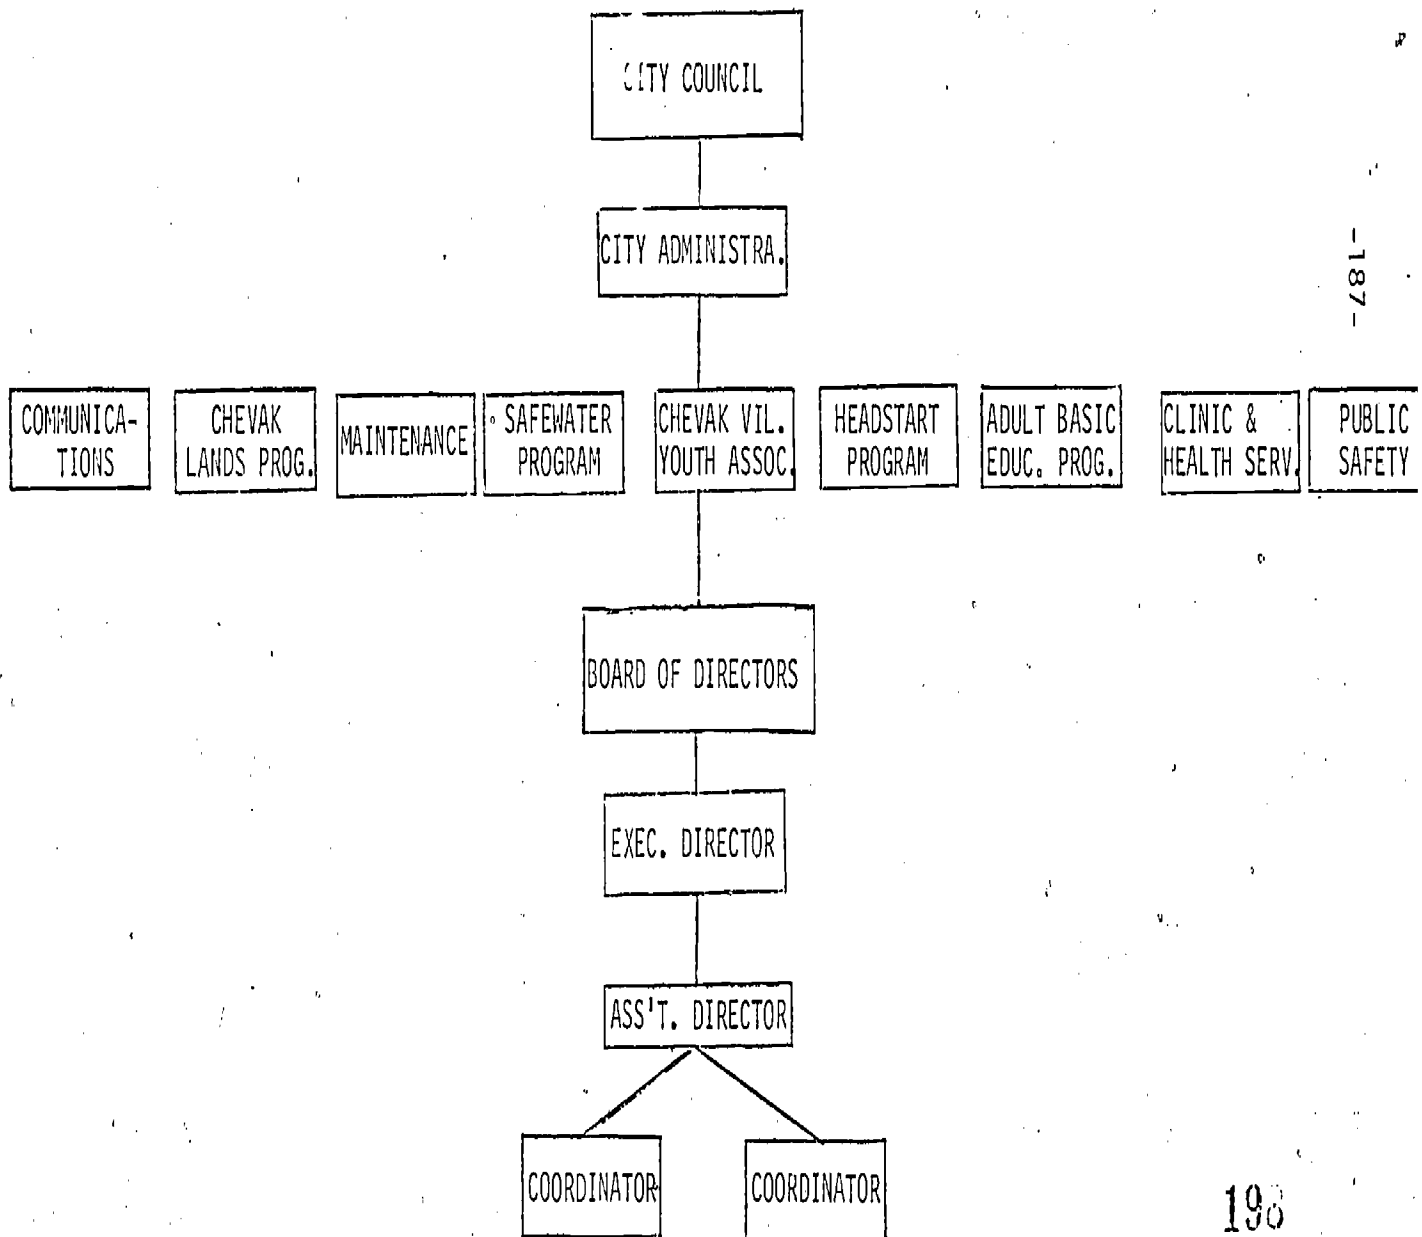 CITY COUNCIL
CITY ADMINISTRA.
-187-
COMMUNICA-
TIONS
CHEVAK
LANDS PROG.
MAINTENANCE
SAFEWATER
PROGRAM
CHEVAK VIL.
YOUTH ASSOC.
HEADSTART
PROGRAM
ADULT BASIC
EDUC. PROG.
CLINIC &
HEALTH SERV.
PUBLIC
SAFETY
BOARD OF DIRECTORS
EXEC. DIRECTOR
ASS'T. DIRECTOR
COORDINATOR
COORDINATOR